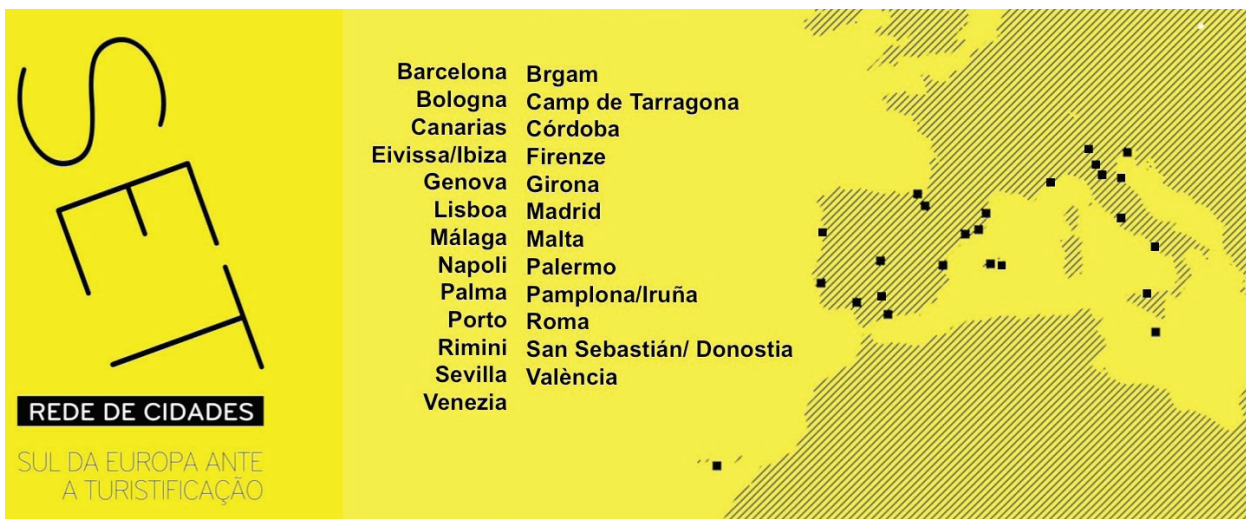 SET
REDE DE CIDADES
SUL DA EUROPA ANTE
A TURISTIFICAÇÃO
Barcelona
Bologna
Canarias
Eivissa/Ibiza
Genova
Lisboa
Málaga
Napoli
Palma
Porto
Rimini
Sevilla
Venezia
Brgam
Camp de Tarragona
Córdoba
Firenze
Girona
Madrid
Malta
Palermo
Pamplona/Iruña
Roma
San Sebastián/ Donostia
València